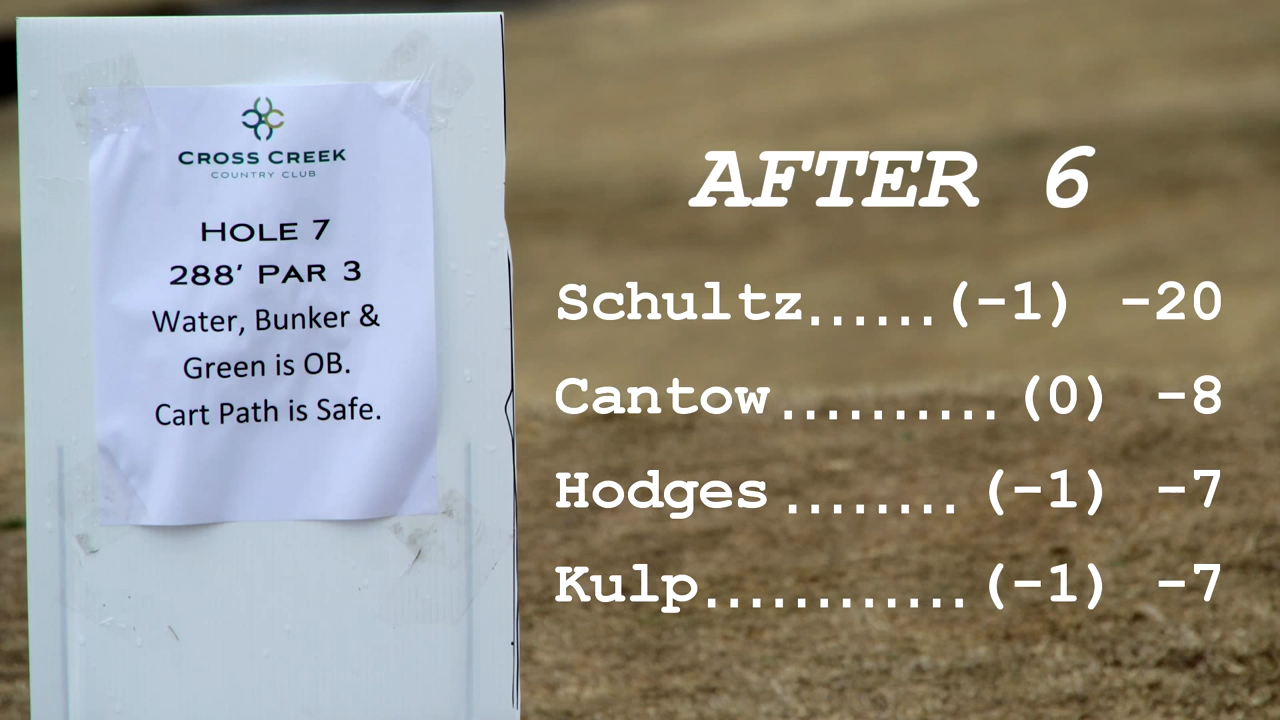 CROSS CREEK
COUNTRY CLUB
HOLE 7
288' PAR 3
Water, Bunker &
Green is OB.
Cart Path is Safe.
AFTER 6
Schultz......(-1) -20
Cantow..........(0) -8
Hodges........(-1) -7
Kulp............(-1) -7